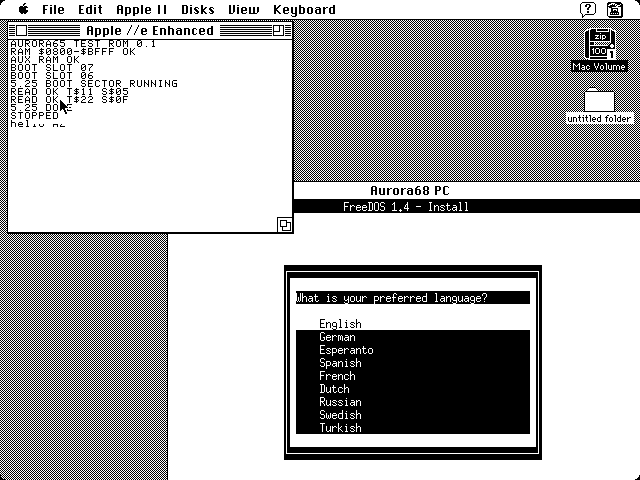 File Edit Apple II Disks View Keyboard
Apple //e Enhanced
AURORA65 TEST ROM 0.1
RAM $0800-$BFFF OK
AUX RAM OK
BOOT SLOT 07
BOOT SLOT 06
5.25 BOOT SECTOR RUNNING
READ OK T$11 S$05
READ OK T$22 S$0F
5.25 DONE
STOPPED
zip
100
Mac Volume
untitled folder
Aurora68 PC
FreeDOS 1.4 - Install
What is your preferred language?
English
German
Esperanto
Spanish
French
Dutch
Russian
Swedish
Turkish